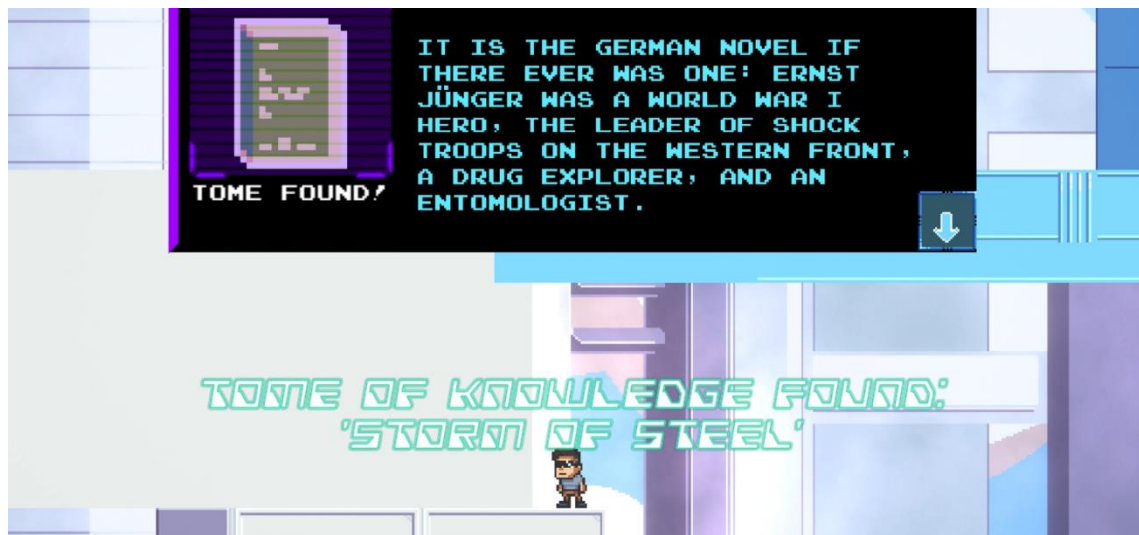 IT IS THE GERMAN NOVEL IF
THERE EVER WAS ONE: ERNST
JÜNGER WAS A WORLD WAR I
HERO, THE LEADER OF SHOCK
TROOPS ON THE WESTERN FRONT,
A DRUG EXPLORER, AND AN
ENTOMOLOGIST.
TOME FOUND!
TOME OF KNOWLEDGE FOUND:
'STORM OF STEEL'